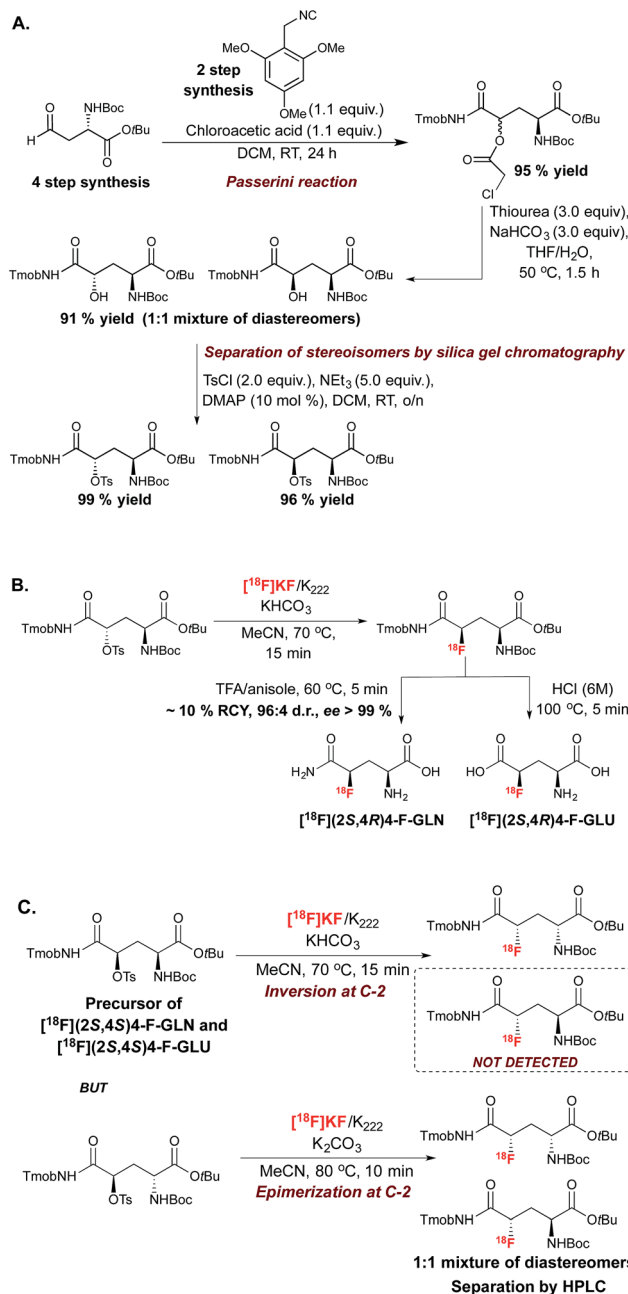 A.
NC
MeO
OMe
2 step
synthesis
MeO (1.1 equiv.)
Chloroacetic acid (1.1 equiv.)
DCM, RT, 24 h
Passerini reaction
O
NHBoc
H
OtBu
O
4 step synthesis
O
O
TmobNH
OtBu
O
NHBoc
O
Cl
95 % yield
Thiourea (3.0 equiv),
NaHCO3 (3.0 equiv),
THF/H2O,
50 °C, 1.5 h
O
O
TmobNH
OtBu
OH
NHBoc
O
O
TmobNH
OtBu
OH
NHBoc
91 % yield (1:1 mixture of diastereomers)
Separation of stereoisomers by silica gel chromatography
TsCl (2.0 equiv.), NEt3 (5.0 equiv.),
DMAP (10 mol %), DCM, RT, o/n
O
O
TmobNH
OtBu
OTs
NHBoc
99 % yield
O
O
TmobNH
OtBu
OTs
NHBoc
96 % yield
B.
O
O
TmobNH
OtBu
OTs
NHBoc
[18F]KF/K222
KHCO3
MeCN, 70 °C,
15 min
O
O
TmobNH
OtBu
18F
NHBoc
TFA/anisole, 60 °C, 5 min
~ 10 % RCY, 96:4 d.r., ee > 99 %
HCl (6M)
100 °C, 5 min
O
O
H2N
OH
18F
NH2
[18F](2S,4R)4-F-GLN
O
O
HO
OH
18F
NH2
[18F](2S,4R)4-F-GLU
C.
O
O
TmobNH
OtBu
OTs
NHBoc
Precursor of
[18F](2S,4S)4-F-GLN and
[18F](2S,4S)4-F-GLU
[18F]KF/K222
KHCO3
MeCN, 70 °C, 15 min
Inversion at C-2
O
O
TmobNH
OtBu
18F
NHBoc
O
O
TmobNH
OtBu
18F
NHBoc
NOT DETECTED
BUT
O
O
TmobNH
OtBu
OTs
NHBoc
[18F]KF/K222
K2CO3
MeCN, 80 °C, 10 min
Epimerization at C-2
O
O
TmobNH
OtBu
18F
NHBoc
O
O
TmobNH
OtBu
18F
NHBoc
1:1 mixture of diastereomers
Separation by HPLC